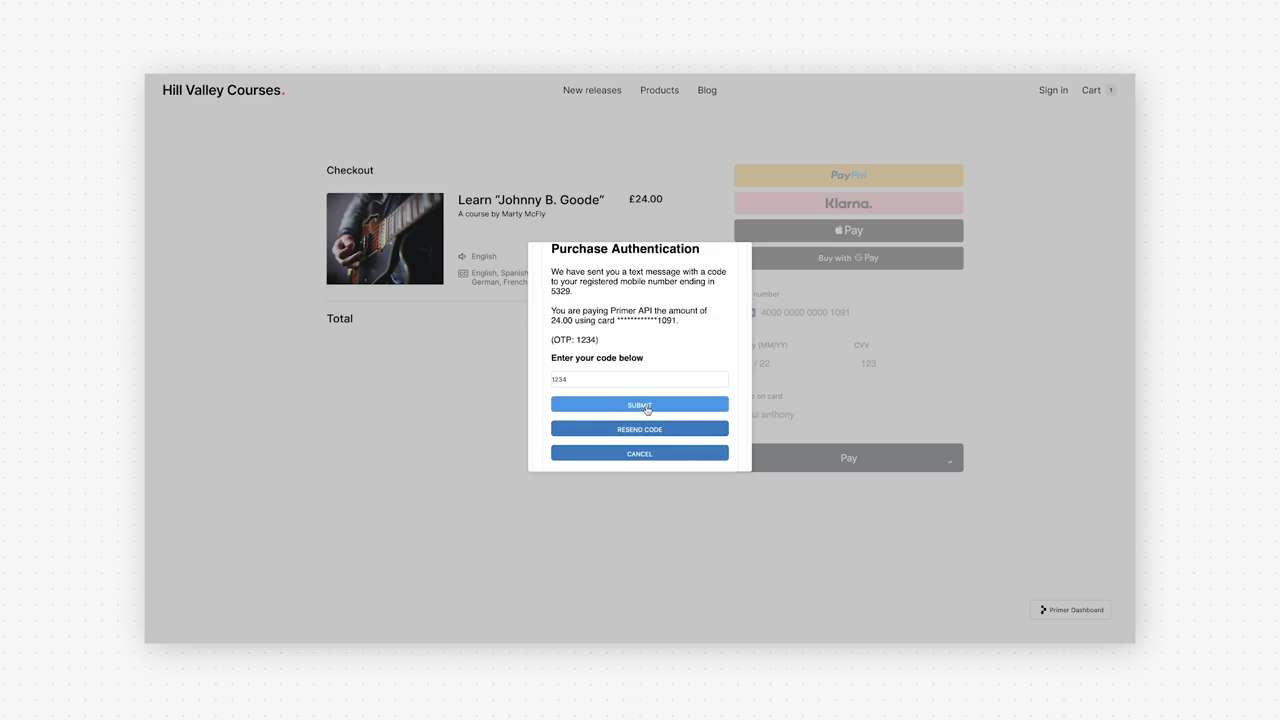 Hill Valley Courses.
New releases
Products
Blog
Sign in
Cart
1
Checkout
Learn “Johnny B. Goode”
£24.00
A course by Marty McFly
English
CC
English, Spanish
German, French
Total
PayPal
Klarna.
Pay
Buy with G Pay
number
4000 0000 0000 1091
(MM/YY)
CVV
/ 22
123
on card
anthony
Pay
Purchase Authentication
We have sent you a text message with a code
to your registered mobile number ending in
5329.
You are paying Primer API the amount of
24.00 using card ************1091.
(OTP: 1234)
Enter your code below
1234
SUBMIT
RESEND CODE
CANCEL
Primer Dashboard